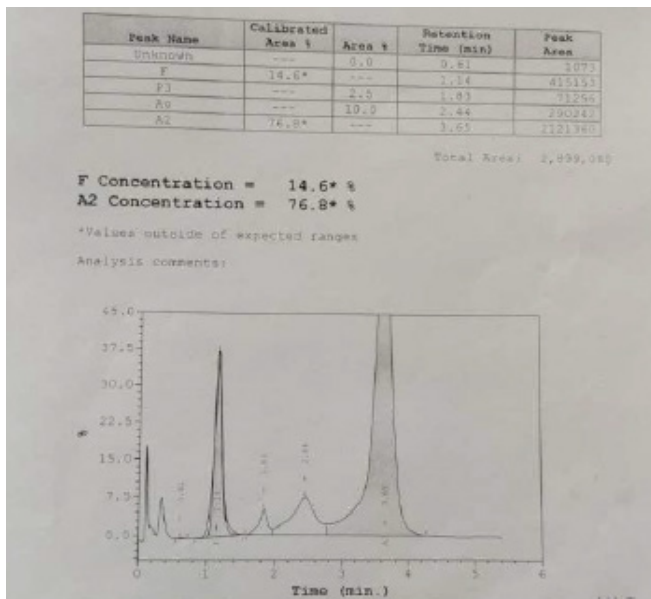 Peak Name Calibrated Area % Area % Retention Time (min) Peak Area
Unknown --- 0.0 0.61 1073
F 14.6* --- 1.14 415153
P3 --- 2.5 1.83 71256
Ao --- 10.0 2.44 290243
A2 76.8* --- 3.65
Total Area:
F Concentration = 14.6* %
A2 Concentration = 76.8* %
*Values outside of expected ranges
Analysis comments:
45.0
37.5
30.0
22.5
15.0
7.5
0.0
%
0 1 2 3 4 5 6
Time (min.)